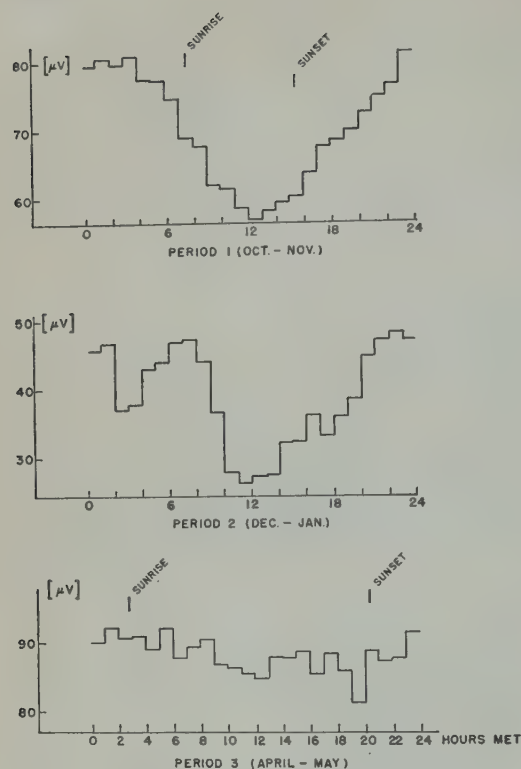 SUNRISE
SUNSET
[μV]
80
70
60
0 6 12 18 24
PERIOD 1 (OCT.- NOV.)
[μV]
50
40
30
0 6 12 18 24
PERIOD 2 (DEC.- JAN.)
SUNRISE
SUNSET
[μV]
90
80
0 2 4 6 8 10 12 14 16 18 20 22 24 HOURS MET
PERIOD 3 (APRIL - MAY)